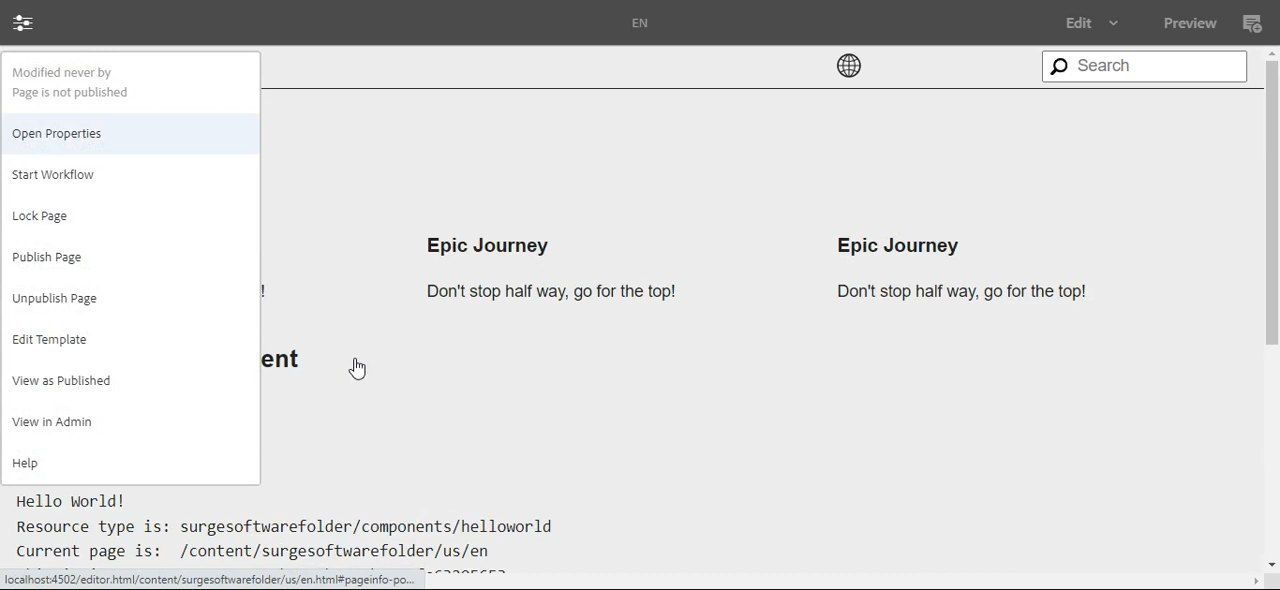 EN
Edit
Preview
Modified never by
Page is not published
Search
Open Properties
Start Workflow
Lock Page
Publish Page
Unpublish Page
Edit Template
View as Published
View in Admin
Help
!
Epic Journey
Don't stop half way, go for the top!
Epic Journey
Don't stop half way, go for the top!
ent
Hello World!
Resource type is: surgesoftwarefolder/components/helloworld
Current page is: /content/surgesoftwarefolder/us/en
localhost:4502/editor.html/content/surgesoftwarefolder/us/en.html#pageinfo-po...